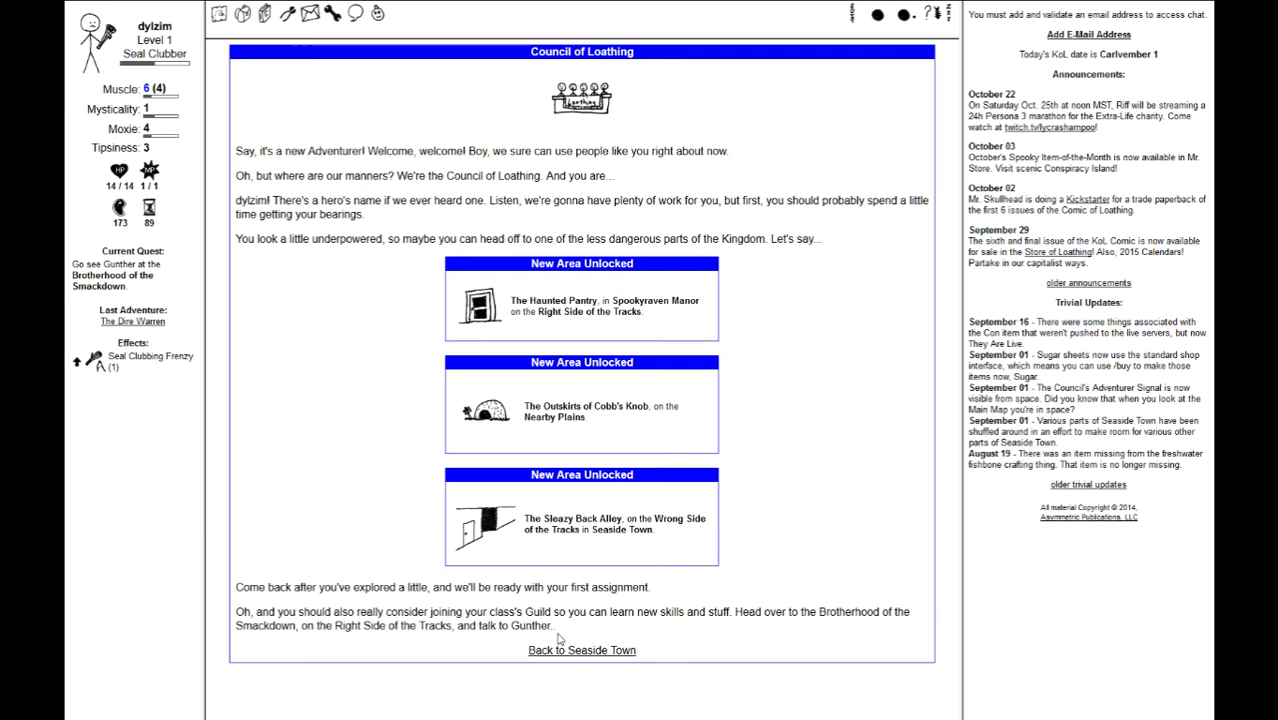 dylzim
Level 1
Seal Clubber
Muscle: 6 (4)
Mysticality: 1
Moxie: 4
Tipsiness: 3
HP MP
14 / 14 1 / 1
173 89
Current Quest:
Go see Gunther at the
Brotherhood of the
Smackdown.
Last Adventure:
The Dire Warren
Effects:
Seal Clubbing Frenzy
(1)
Council of Loathing
Loathing
Say, it's a new Adventurer! Welcome, welcome! Boy, we sure can use people like you right about now.
Oh, but where are our manners? We're the Council of Loathing. And you are...
dylzim! There's a hero's name if we ever heard one. Listen, we're gonna have plenty of work for you, but first, you should probably spend a little
time getting your bearings.
You look a little underpowered, so maybe you can head off to one of the less dangerous parts of the Kingdom. Let's say...
New Area Unlocked
The Haunted Pantry, in Spookyraven Manor
on the Right Side of the Tracks.
New Area Unlocked
The Outskirts of Cobb's Knob, on the
Nearby Plains.
New Area Unlocked
The Sleazy Back Alley, on the Wrong Side
of the Tracks in Seaside Town.
Come back after you've explored a little, and we'll be ready with your first assignment.
Oh, and you should also really consider joining your class's Guild so you can learn new skills and stuff. Head over to the Brotherhood of the
Smackdown, on the Right Side of the Tracks, and talk to Gunther..
Back to Seaside Town
You must add and validate an email address to access chat.
Add E-Mail Address
Today's KoL date is Carlvember 1
Announcements:
October 22
On Saturday Oct. 25th at noon MST, Riff will be streaming a
24h Persona 3 marathon for the Extra-Life charity. Come
watch at twitch.tv/lycrashampoo!
October 03
October's Spooky Item-of-the-Month is now available in Mr.
Store. Visit scenic Conspiracy Island!
October 02
Mr. Skullhead is doing a Kickstarter for a trade paperback of
the first 6 issues of the Comic of Loathing.
September 29
The sixth and final issue of the KoL Comic is now available
for sale in the Store of Loathing! Also, 2015 Calendars!
Partake in our capitalist ways.
older announcements
Trivial Updates:
September 16 - There were some things associated with
the Con item that weren't pushed to the live servers, but now
They Are Live.
September 01 - Sugar sheets now use the standard shop
interface, which means you can use /buy to make those
items now, Sugar.
September 01 - The Council's Adventurer Signal is now
visible from space. Did you know that when you look at the
Main Map you're in space?
September 01 - Various parts of Seaside Town have been
shuffled around in an effort to make room for various other
parts of Seaside Town.
August 19 - There was an item missing from the freshwater
fishbone crafting thing. That item is no longer missing.
older trivial updates
All material Copyright © 2014,
Asymmetric Publications, LLC